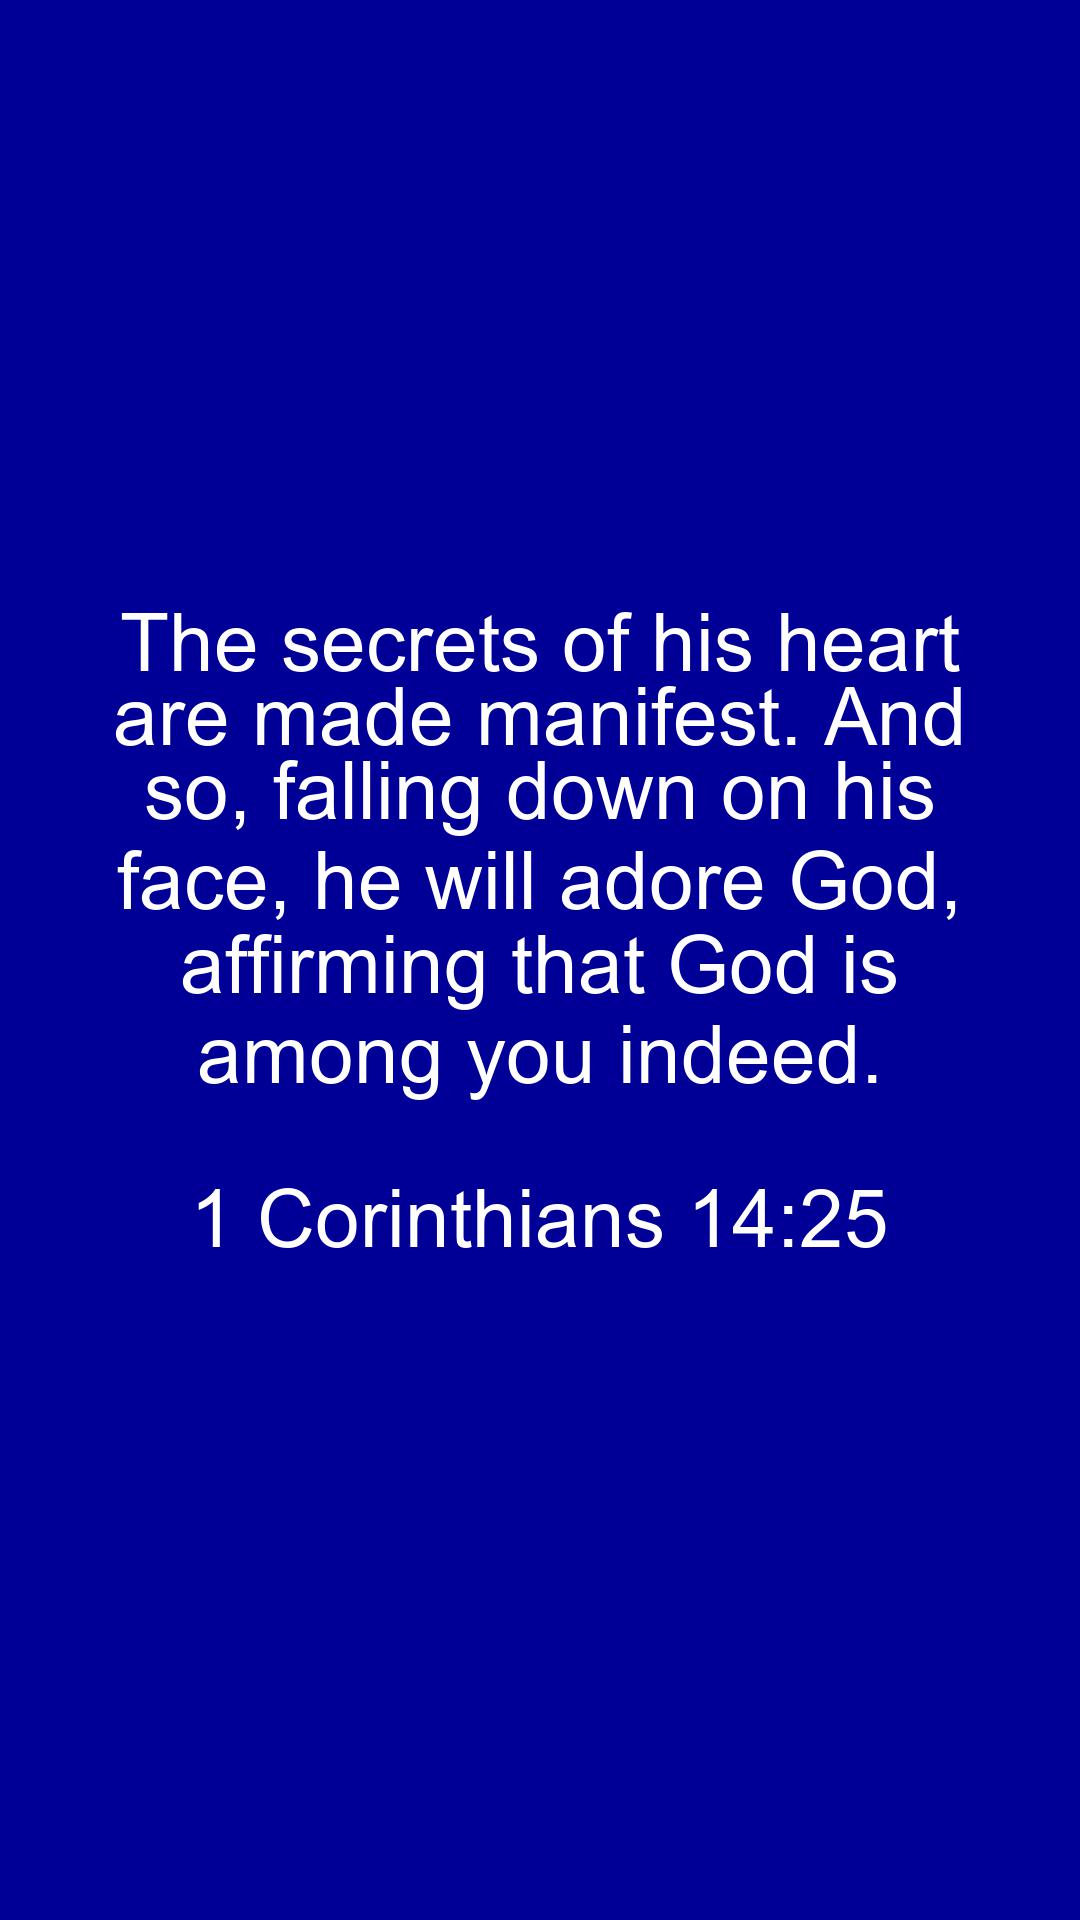 The secrets of his heart
are made manifest. And
so, falling down on his
face, he will adore God,
affirming that God is
among you indeed.
1 Corinthians 14:25